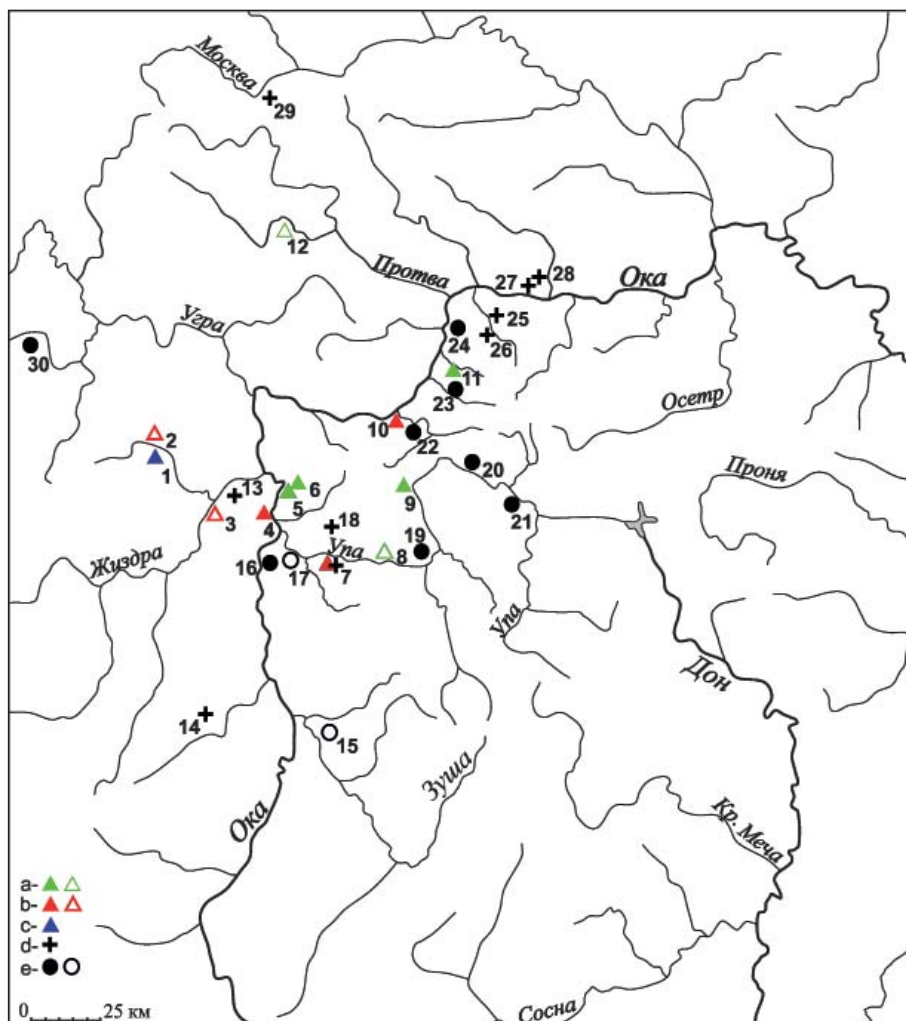 Москва
29
12
Протва
27
28
Ока
Угра
25
24
26
30
11
23
Осетр
2
10
22
1
20
Проня
13
6
9
5
21
3
4
18
Жиздра
Упа
8
19
16
17
7
Упа
Дон
14
15
Зуша
Ока
Кр. Меча
a-
b-
c-
d-
e-
0 25 км
Сосна